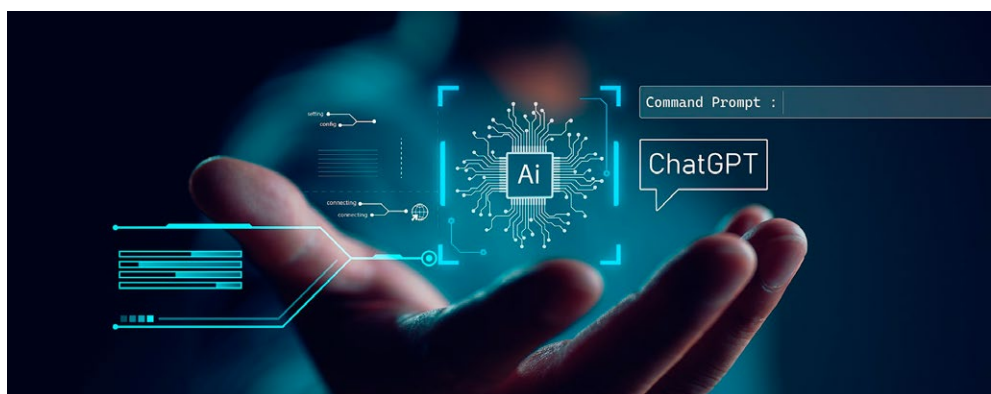 Command Prompt :
setting
config
ChatGPT
Ai
connecting
connecting